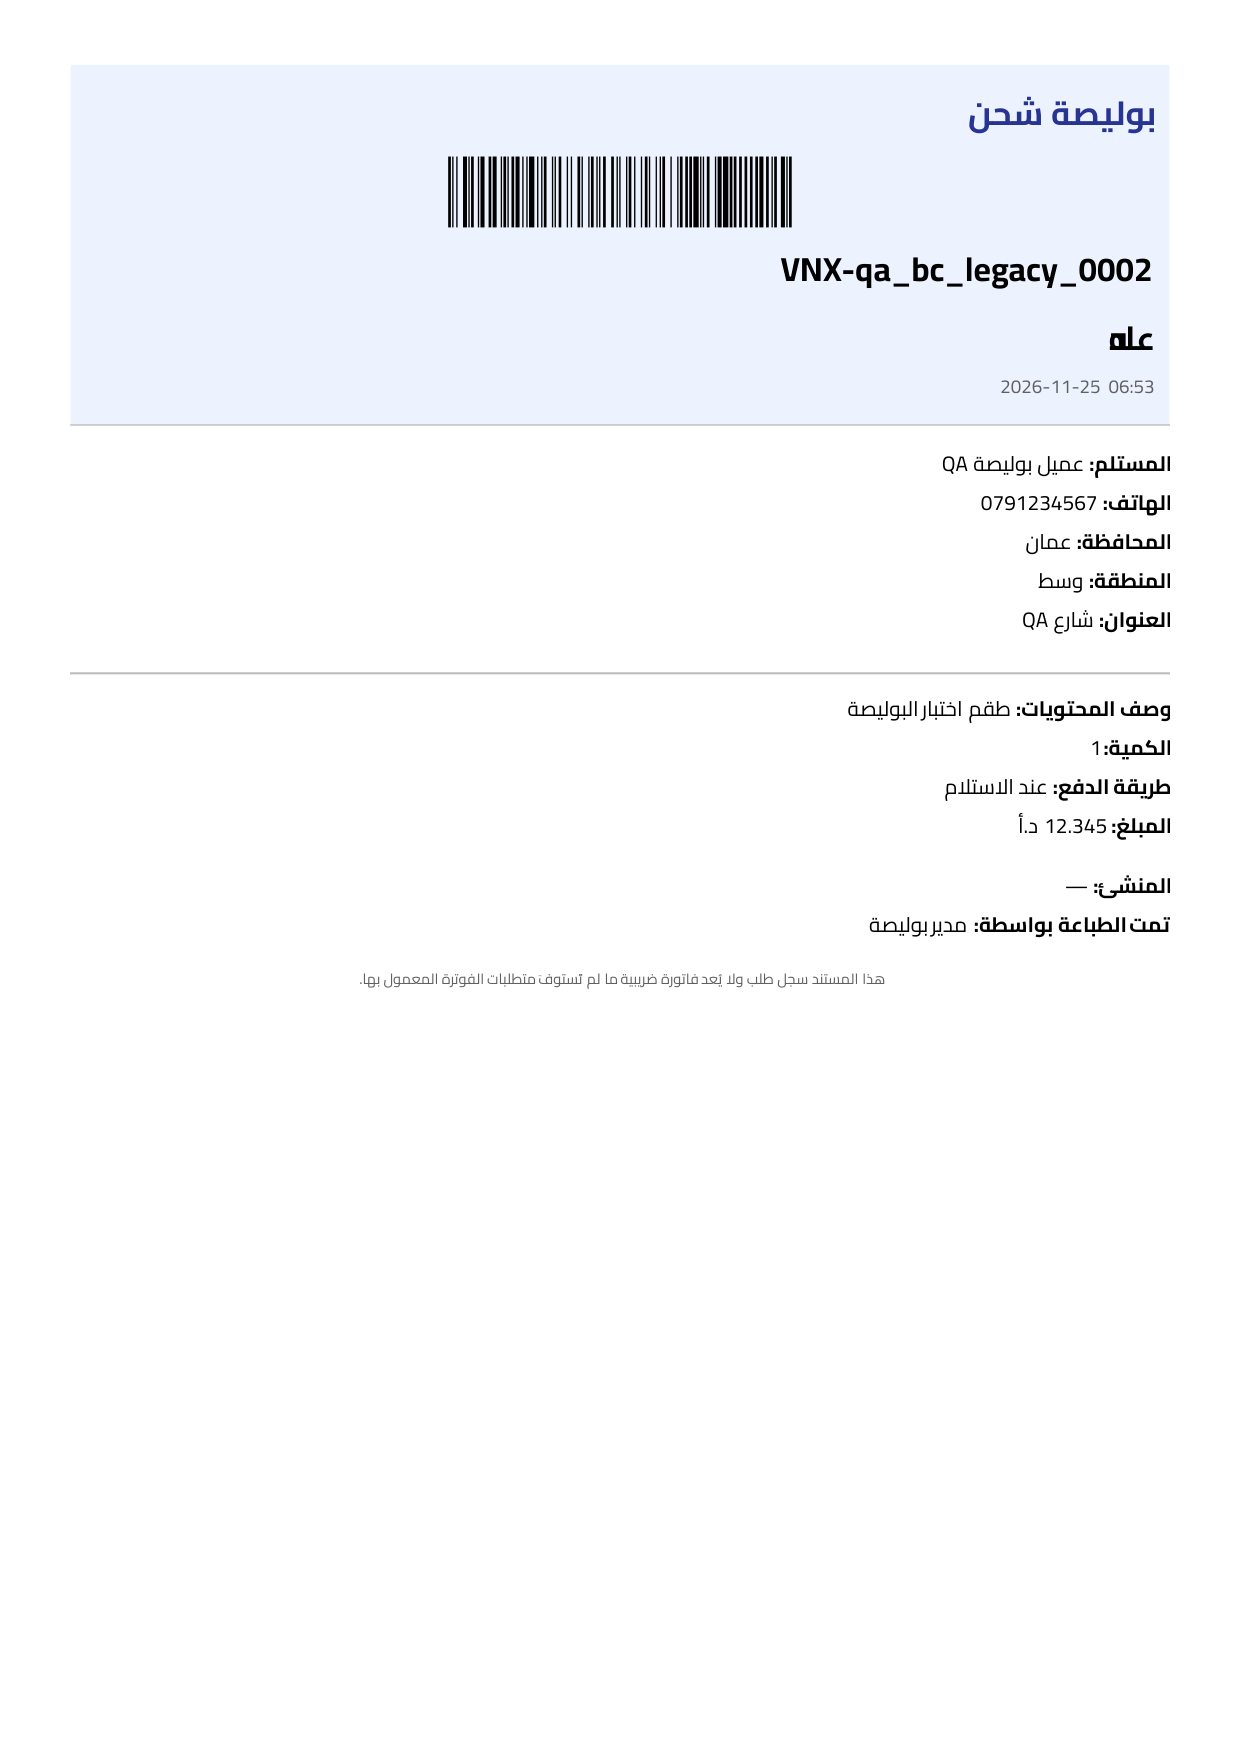 بوليصة شحن
VNX-qa_bc_legacy_0002
2026-11-25 06:53
المستلم: عميل بوليصة QA
الهاتف: 0791234567
المحافظة: عمان
المنطقة: وسط
العنوان: شارع QA
وصف المحتويات: طقم اختبار البوليصة
الكمية: 1
طريقة الدفع: عند الاستلام
المبلغ: 12.345 د.أ
المنشئ: —
تمت الطباعة بواسطة: مدير بوليصة
هذا المستند سجل طلب ولا يُعد فاتورة ضريبية ما لم تُستوفَ متطلبات الفوترة المعمول بها.